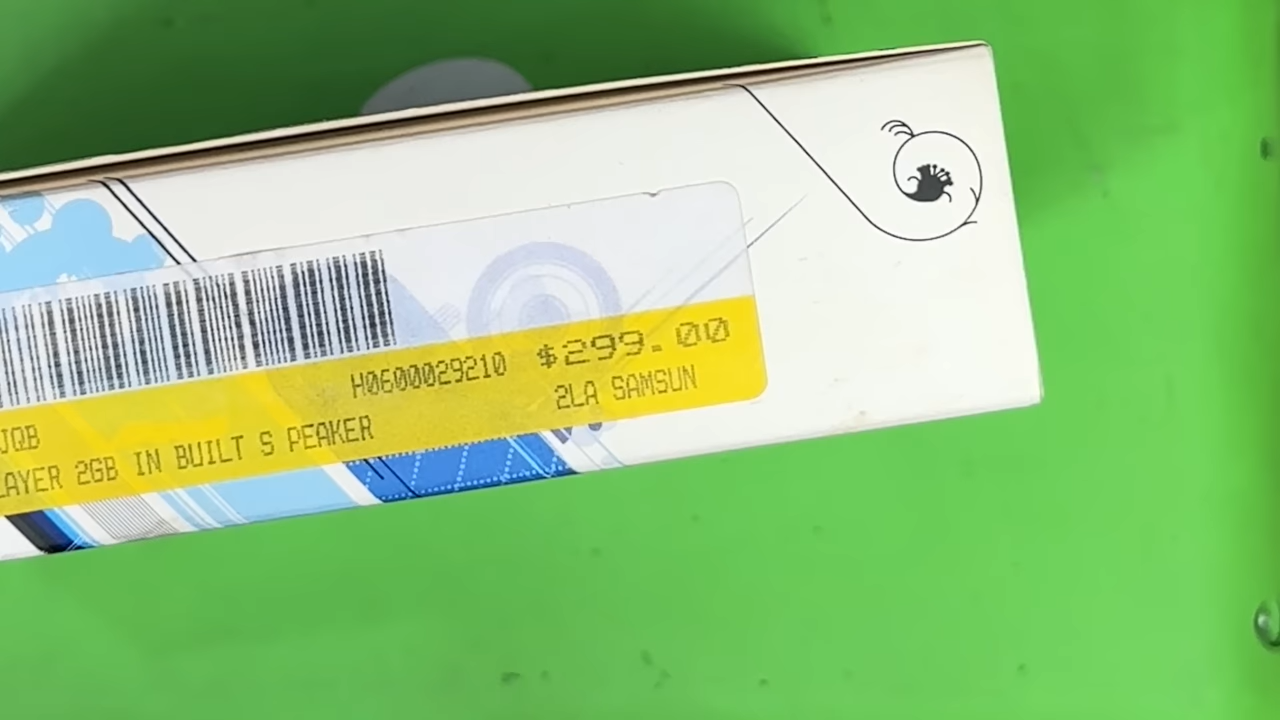 H0600029210 $299.00
JQB 2LA SAMSUN
LAYER 2GB IN BUILT S PEAKER